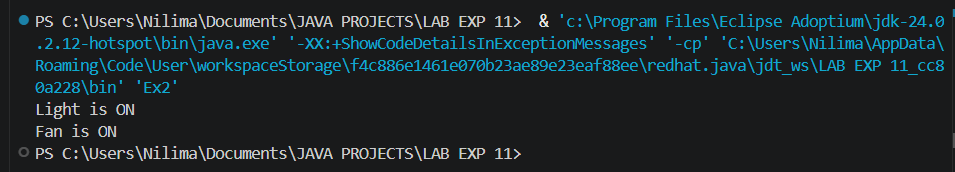 PS C:\Users\Nilima\Documents\JAVA PROJECTS\LAB EXP 11>  & 'c:\Program Files\Eclipse Adoptium\jdk-24.0
.2.12-hotspot\bin\java.exe' '-XX:+ShowCodeDetailsInExceptionMessages' '-cp' 'C:\Users\Nilima\AppData\
Roaming\Code\User\workspaceStorage\f4c886e1461e070b23ae89e23eaf88ee\redhat.java\jdt_ws\LAB EXP 11_cc8
0a228\bin' 'Ex2'
Light is ON
Fan is ON
PS C:\Users\Nilima\Documents\JAVA PROJECTS\LAB EXP 11>